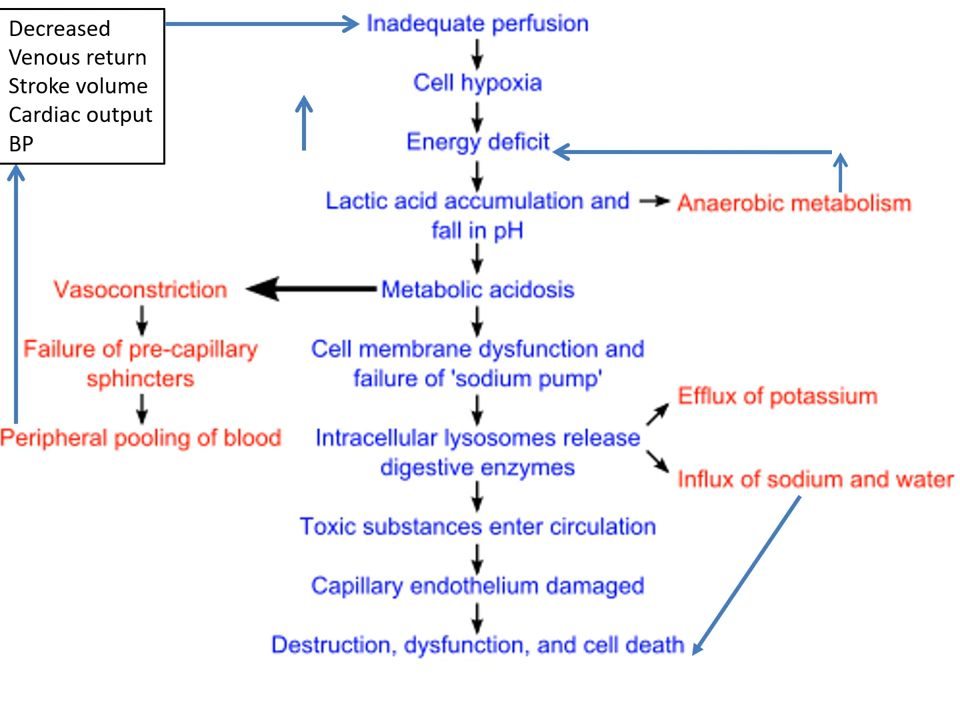 Decreased
Venous return
Stroke volume
Cardiac output
BP
Inadequate perfusion
Cell hypoxia
Energy deficit
Lactic acid accumulation and
fall in pH
Anaerobic metabolism
Metabolic acidosis
Vasoconstriction
Failure of pre-capillary
sphincters
Peripheral pooling of blood
Cell membrane dysfunction and
failure of 'sodium pump'
Intracellular lysosomes release
digestive enzymes
Efflux of potassium
Influx of sodium and water
Toxic substances enter circulation
Capillary endothelium damaged
Destruction, dysfunction, and cell death